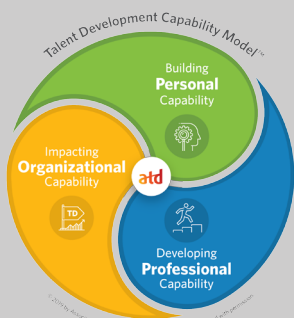 Talent Development Capability Model™
Building
Personal
Capability
Impacting
Organizational
Capability
TD
atd
Developing
Professional
Capability